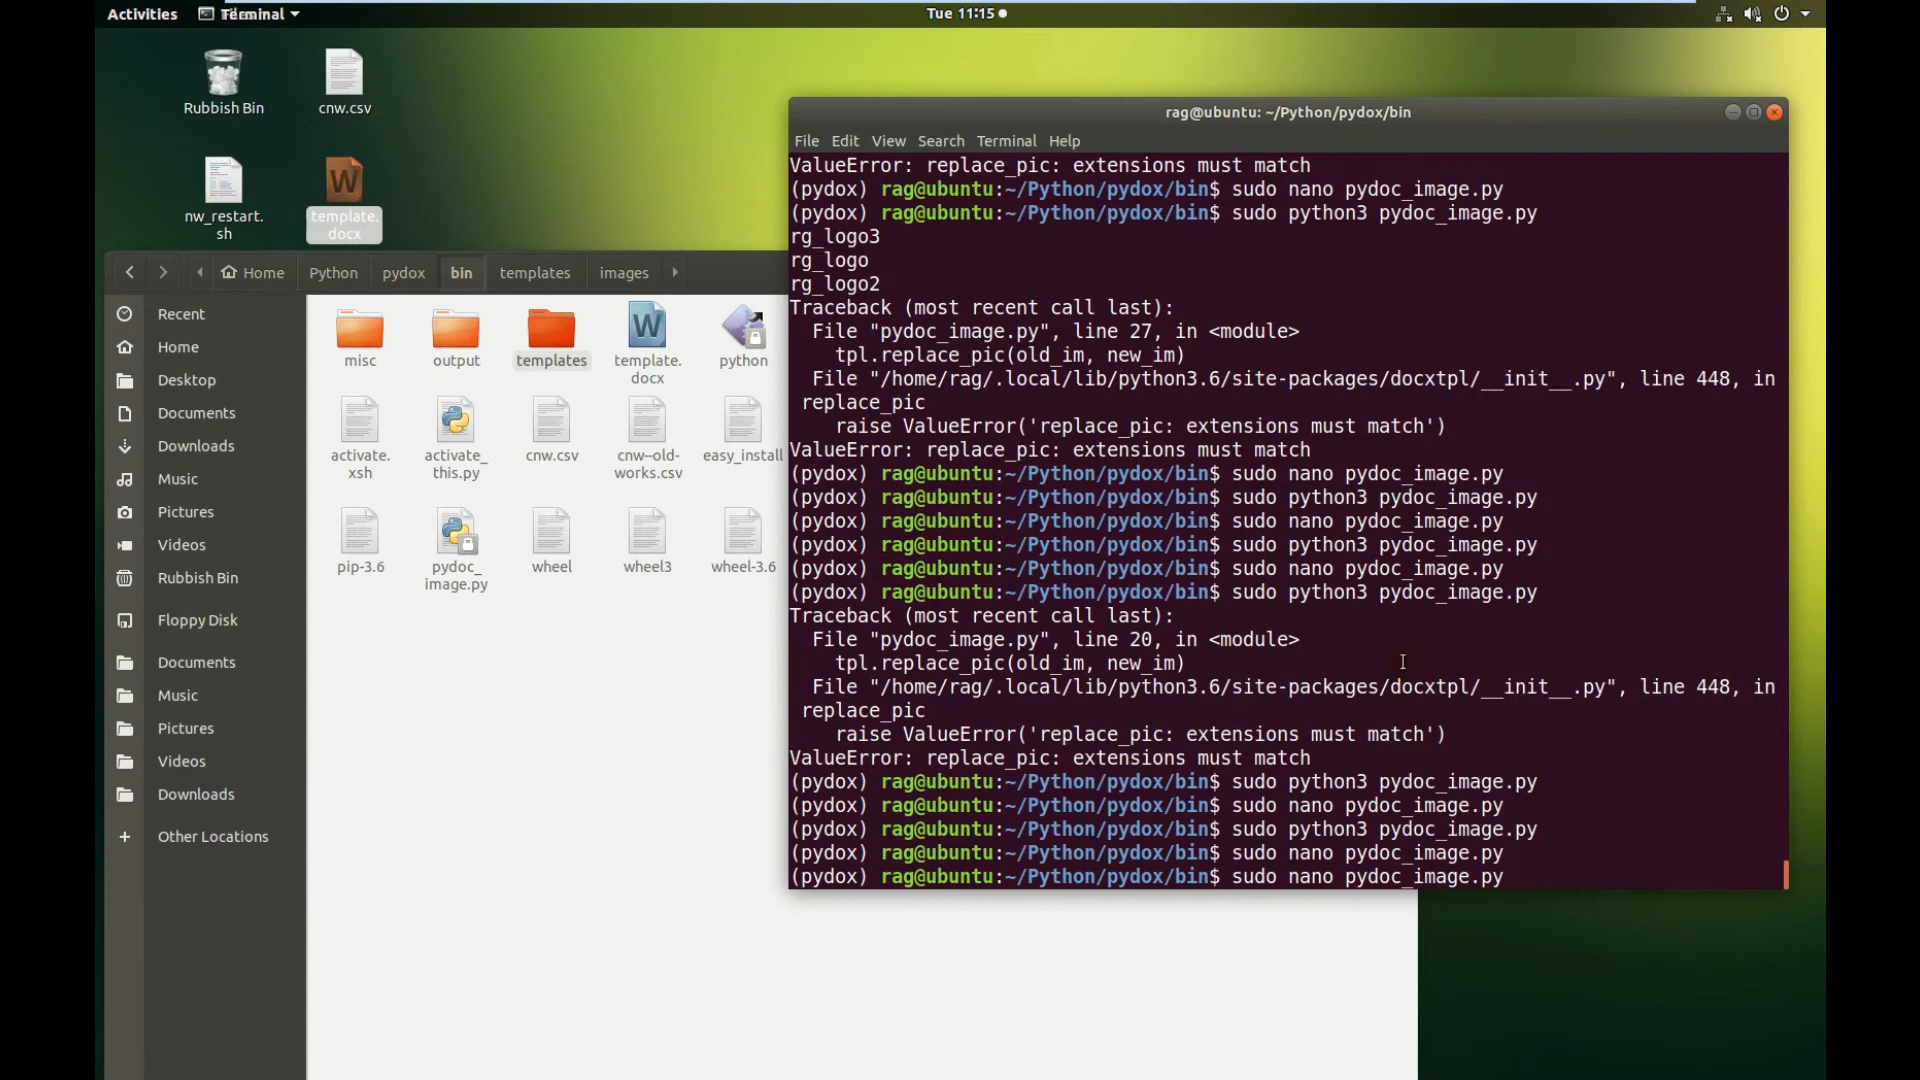 Activities
Terminal
Tue 11:15
Rubbish Bin
cnw.csv
nw_restart.
sh
template.
docx
Home
Python
pydox
bin
templates
images
Recent
Home
Desktop
Documents
Downloads
Music
Pictures
Videos
Rubbish Bin
Floppy Disk
Documents
Music
Pictures
Videos
Downloads
Other Locations
misc
output
templates
template.
docx
python
activate.
xsh
activate_
this.py
cnw.csv
cnw--old-
works.csv
easy_install
pip-3.6
pydoc_
image.py
wheel
wheel3
wheel-3.6
rag@ubuntu: ~/Python/pydox/bin
File Edit View Search Terminal Help
ValueError: replace_pic: extensions must match
(pydox) rag@ubuntu:~/Python/pydox/bin$ sudo nano pydoc_image.py
(pydox) rag@ubuntu:~/Python/pydox/bin$ sudo python3 pydoc_image.py
rg_logo3
rg_logo
rg_logo2
Traceback (most recent call last):
  File "pydoc_image.py", line 27, in <module>
    tpl.replace_pic(old_im, new_im)
  File "/home/rag/.local/lib/python3.6/site-packages/docxtpl/__init__.py", line 448, in
 replace_pic
    raise ValueError('replace_pic: extensions must match')
ValueError: replace_pic: extensions must match
(pydox) rag@ubuntu:~/Python/pydox/bin$ sudo nano pydoc_image.py
(pydox) rag@ubuntu:~/Python/pydox/bin$ sudo python3 pydoc_image.py
(pydox) rag@ubuntu:~/Python/pydox/bin$ sudo nano pydoc_image.py
(pydox) rag@ubuntu:~/Python/pydox/bin$ sudo python3 pydoc_image.py
(pydox) rag@ubuntu:~/Python/pydox/bin$ sudo nano pydoc_image.py
(pydox) rag@ubuntu:~/Python/pydox/bin$ sudo python3 pydoc_image.py
Traceback (most recent call last):
  File "pydoc_image.py", line 20, in <module>
    tpl.replace_pic(old_im, new_im)
  File "/home/rag/.local/lib/python3.6/site-packages/docxtpl/__init__.py", line 448, in
 replace_pic
    raise ValueError('replace_pic: extensions must match')
ValueError: replace_pic: extensions must match
(pydox) rag@ubuntu:~/Python/pydox/bin$ sudo python3 pydoc_image.py
(pydox) rag@ubuntu:~/Python/pydox/bin$ sudo nano pydoc_image.py
(pydox) rag@ubuntu:~/Python/pydox/bin$ sudo python3 pydoc_image.py
(pydox) rag@ubuntu:~/Python/pydox/bin$ sudo nano pydoc_image.py
(pydox) rag@ubuntu:~/Python/pydox/bin$ sudo nano pydoc_image.py